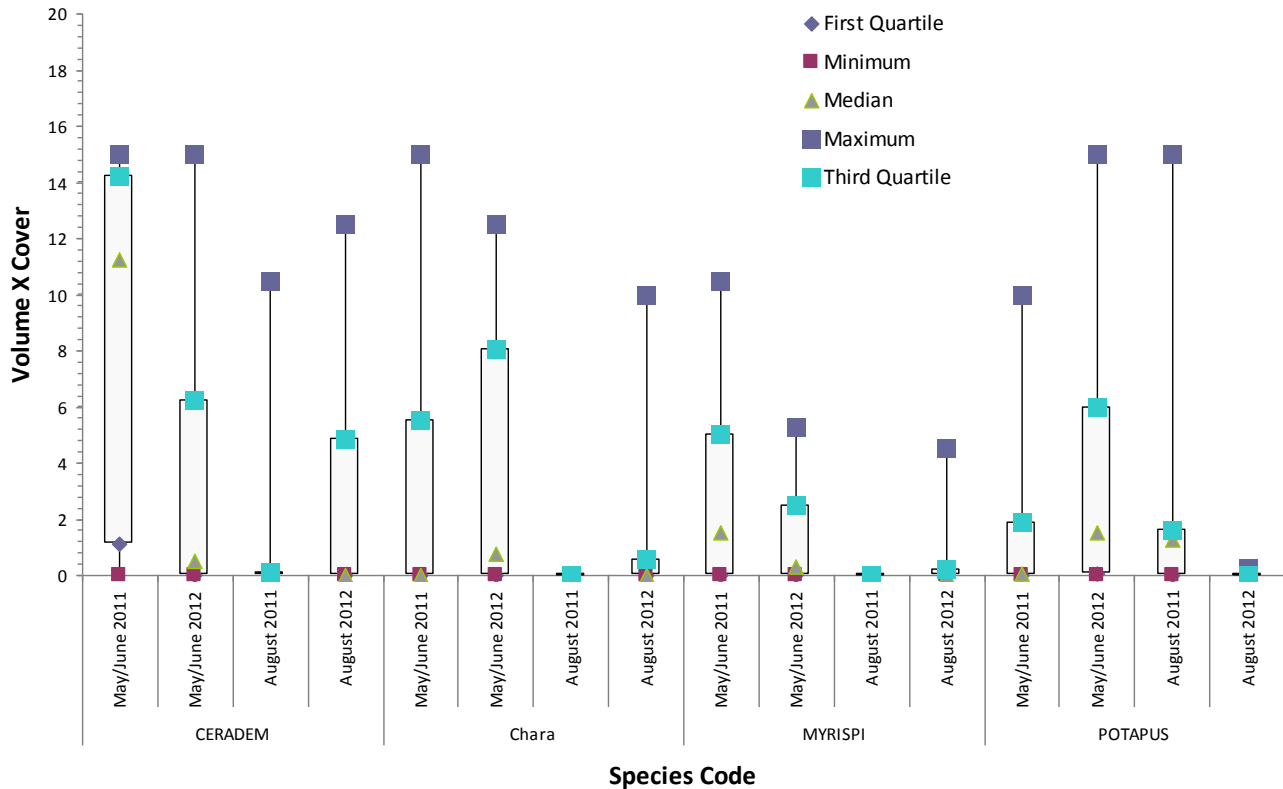 20
18
16
14
12
10
8
6
4
2
0
Volume X Cover
First Quartile
Minimum
Median
Maximum
Third Quartile
May/June 2011
May/June 2012
August 2011
August 2012
May/June 2011
May/June 2012
August 2011
August 2012
May/June 2011
May/June 2012
August 2011
August 2012
May/June 2011
May/June 2012
August 2011
August 2012
CERADEM
Chara
MYRISPI
POTAPUS
Species Code